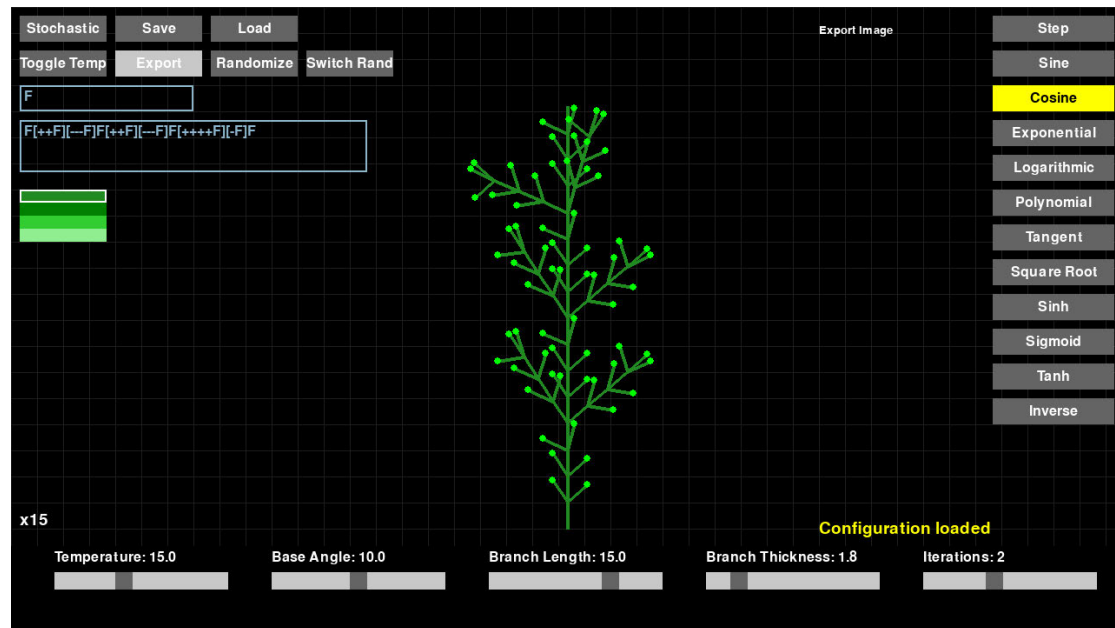 Stochastic Save Load
Export Image
Step
Toggle Temp Export Randomize Switch Rand
Sine
F
Cosine
F[++F][---F]F[++F][---F]F[++++F][-F]F
Exponential
Logarithmic
Polynomial
Tangent
Square Root
Sinh
Sigmoid
Tanh
Inverse
x15
Configuration loaded
Temperature: 15.0 Base Angle: 10.0 Branch Length: 15.0 Branch Thickness: 1.8 Iterations: 2